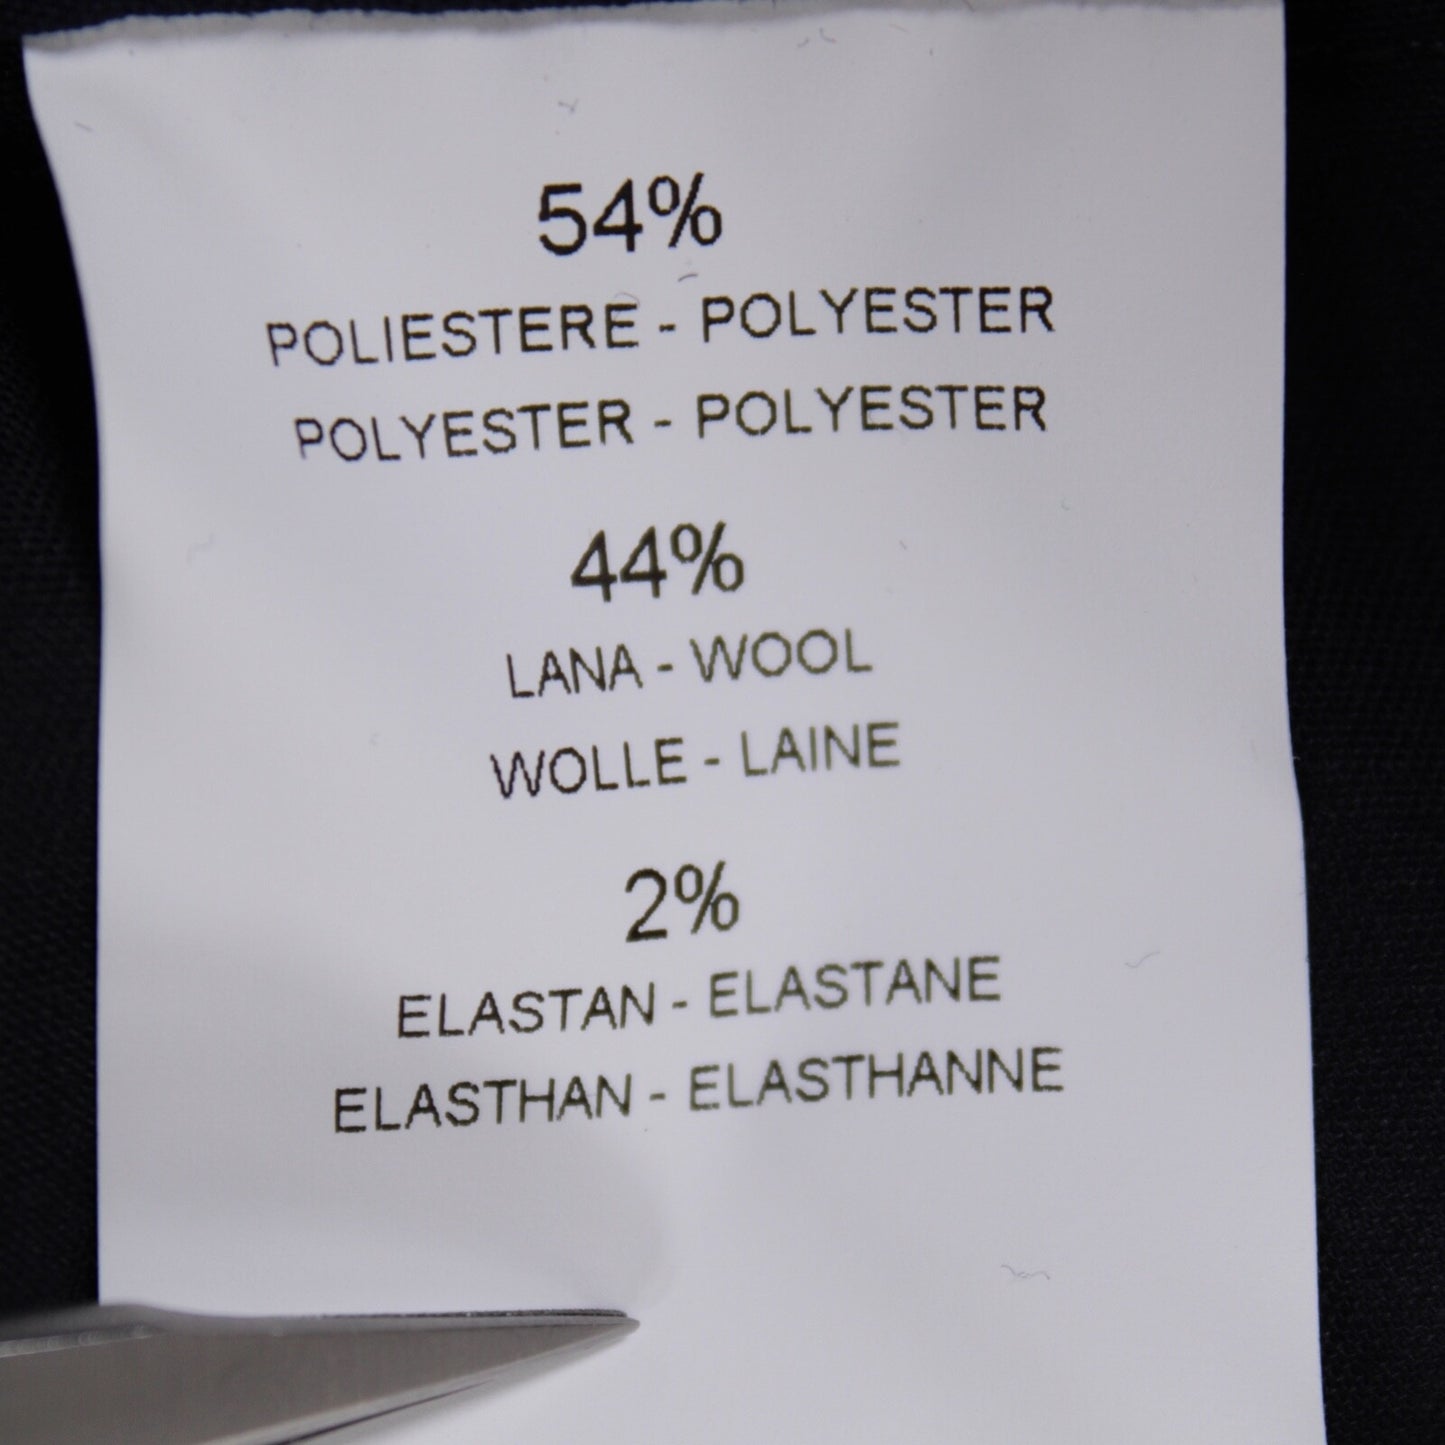 54%
POLIESTERE - POLYESTER
POLYESTER - POLYESTER
44%
LANA - WOOL
WOLLE - LAINE
2%
ELASTAN - ELASTANE
ELASTHAN - ELASTHANNE